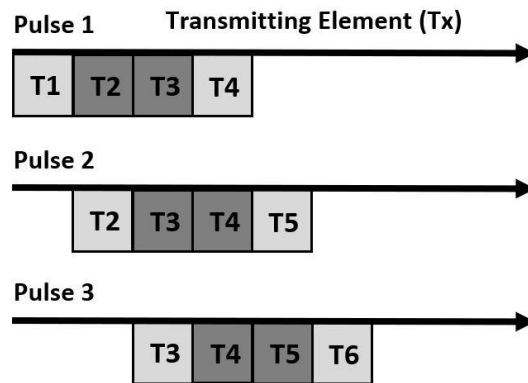 Pulse 1
Transmitting Element (Tx)
T1 T2 T3 T4
Pulse 2
T2 T3 T4 T5
Pulse 3
T3 T4 T5 T6